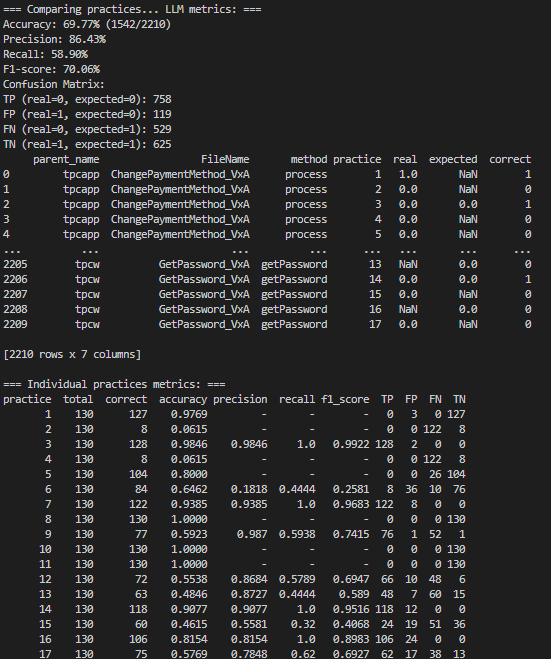 === Comparing practices... LLM metrics: ===
Accuracy: 69.77% (1542/2210)
Precision: 86.43%
Recall: 58.90%
F1-score: 70.06%
Confusion Matrix:
TP (real=0, expected=0): 758
FP (real=1, expected=0): 119
FN (real=0, expected=1): 529
TN (real=1, expected=1): 625
parent_name FileName method practice real expected correct
0 tpcapp ChangePaymentMethod_VxA process 1 1.0 NaN 1
1 tpcapp ChangePaymentMethod_VxA process 2 0.0 NaN 0
2 tpcapp ChangePaymentMethod_VxA process 3 0.0 0.0 1
3 tpcapp ChangePaymentMethod_VxA process 4 0.0 NaN 0
4 tpcapp ChangePaymentMethod_VxA process 5 0.0 NaN 0
... ... ... ... ... ... ... ...
2205 tpcw GetPassword_VxA getPassword 13 NaN 0.0 0
2206 tpcw GetPassword_VxA getPassword 14 0.0 0.0 1
2207 tpcw GetPassword_VxA getPassword 15 0.0 NaN 0
2208 tpcw GetPassword_VxA getPassword 16 NaN 0.0 0
2209 tpcw GetPassword_VxA getPassword 17 0.0 NaN 0
[2210 rows x 7 columns]
=== Individual practices metrics: ===
practice total correct accuracy precision recall f1_score TP FP FN TN
1 130 127 0.9769 - - - 0 3 0 127
2 130 8 0.0615 - - - 0 0 122 8
3 130 128 0.9846 0.9846 1.0 0.9922 128 2 0 0
4 130 8 0.0615 - - - 0 0 122 8
5 130 104 0.8000 - - - 0 0 26 104
6 130 84 0.6462 0.1818 0.4444 0.2581 8 36 10 76
7 130 122 0.9385 0.9385 1.0 0.9683 122 8 0 0
8 130 130 1.0000 - - - 0 0 0 130
9 130 77 0.5923 0.987 0.5938 0.7415 76 1 52 1
10 130 130 1.0000 - - - 0 0 0 130
11 130 130 1.0000 - - - 0 0 0 130
12 130 72 0.5538 0.8684 0.5789 0.6947 66 10 48 6
13 130 63 0.4846 0.8727 0.4444 0.589 48 7 60 15
14 130 118 0.9077 0.9077 1.0 0.9516 118 12 0 0
15 130 60 0.4615 0.5581 0.32 0.4068 24 19 51 36
16 130 106 0.8154 0.8154 1.0 0.8983 106 24 0 0
17 130 75 0.5769 0.7848 0.62 0.6927 62 17 38 13